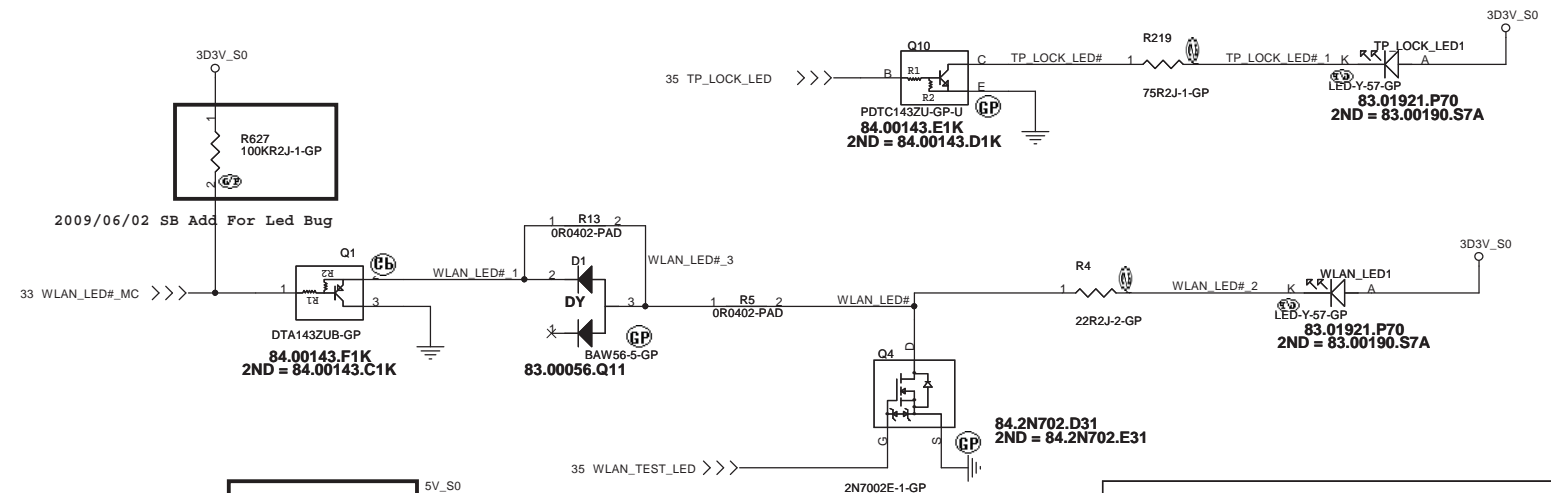 3D3V_S0
R627
100KR2J-1-GP
1
2
2009/06/02 SB Add For Led Bug
33 WLAN_LED#_MC
1
Q1
R2
R1
2
3
DTA143ZUB-GP
84.00143.F1K
2ND = 84.00143.C1K
WLAN_LED#_1
1 R13 2
0R0402-PAD
WLAN_LED#_3
D1
2
DY
3
1
GP
BAW56-5-GP
83.00056.Q11
1 R5 2
0R0402-PAD
WLAN_LED#
35 TP_LOCK_LED
Q10
B
R1
R2
C
E
GP
PDTC143ZU-GP-U
84.00143.E1K
2ND = 84.00143.D1K
TP_LOCK_LED#
1
R219
75R2J-1-GP
TP_LOCK_LED#_1
K
TP_LOCK_LED1
A
3D3V_S0
LED-Y-57-GP
83.01921.P70
2ND = 83.00190.S7A
1
R4
22R2J-2-GP
WLAN_LED#_2
K
WLAN_LED1
A
3D3V_S0
LED-Y-57-GP
83.01921.P70
2ND = 83.00190.S7A
Q4
D
G
S
GP
84.2N702.D31
2ND = 84.2N702.E31
35 WLAN_TEST_LED
2N7002E-1-GP
5V_S0